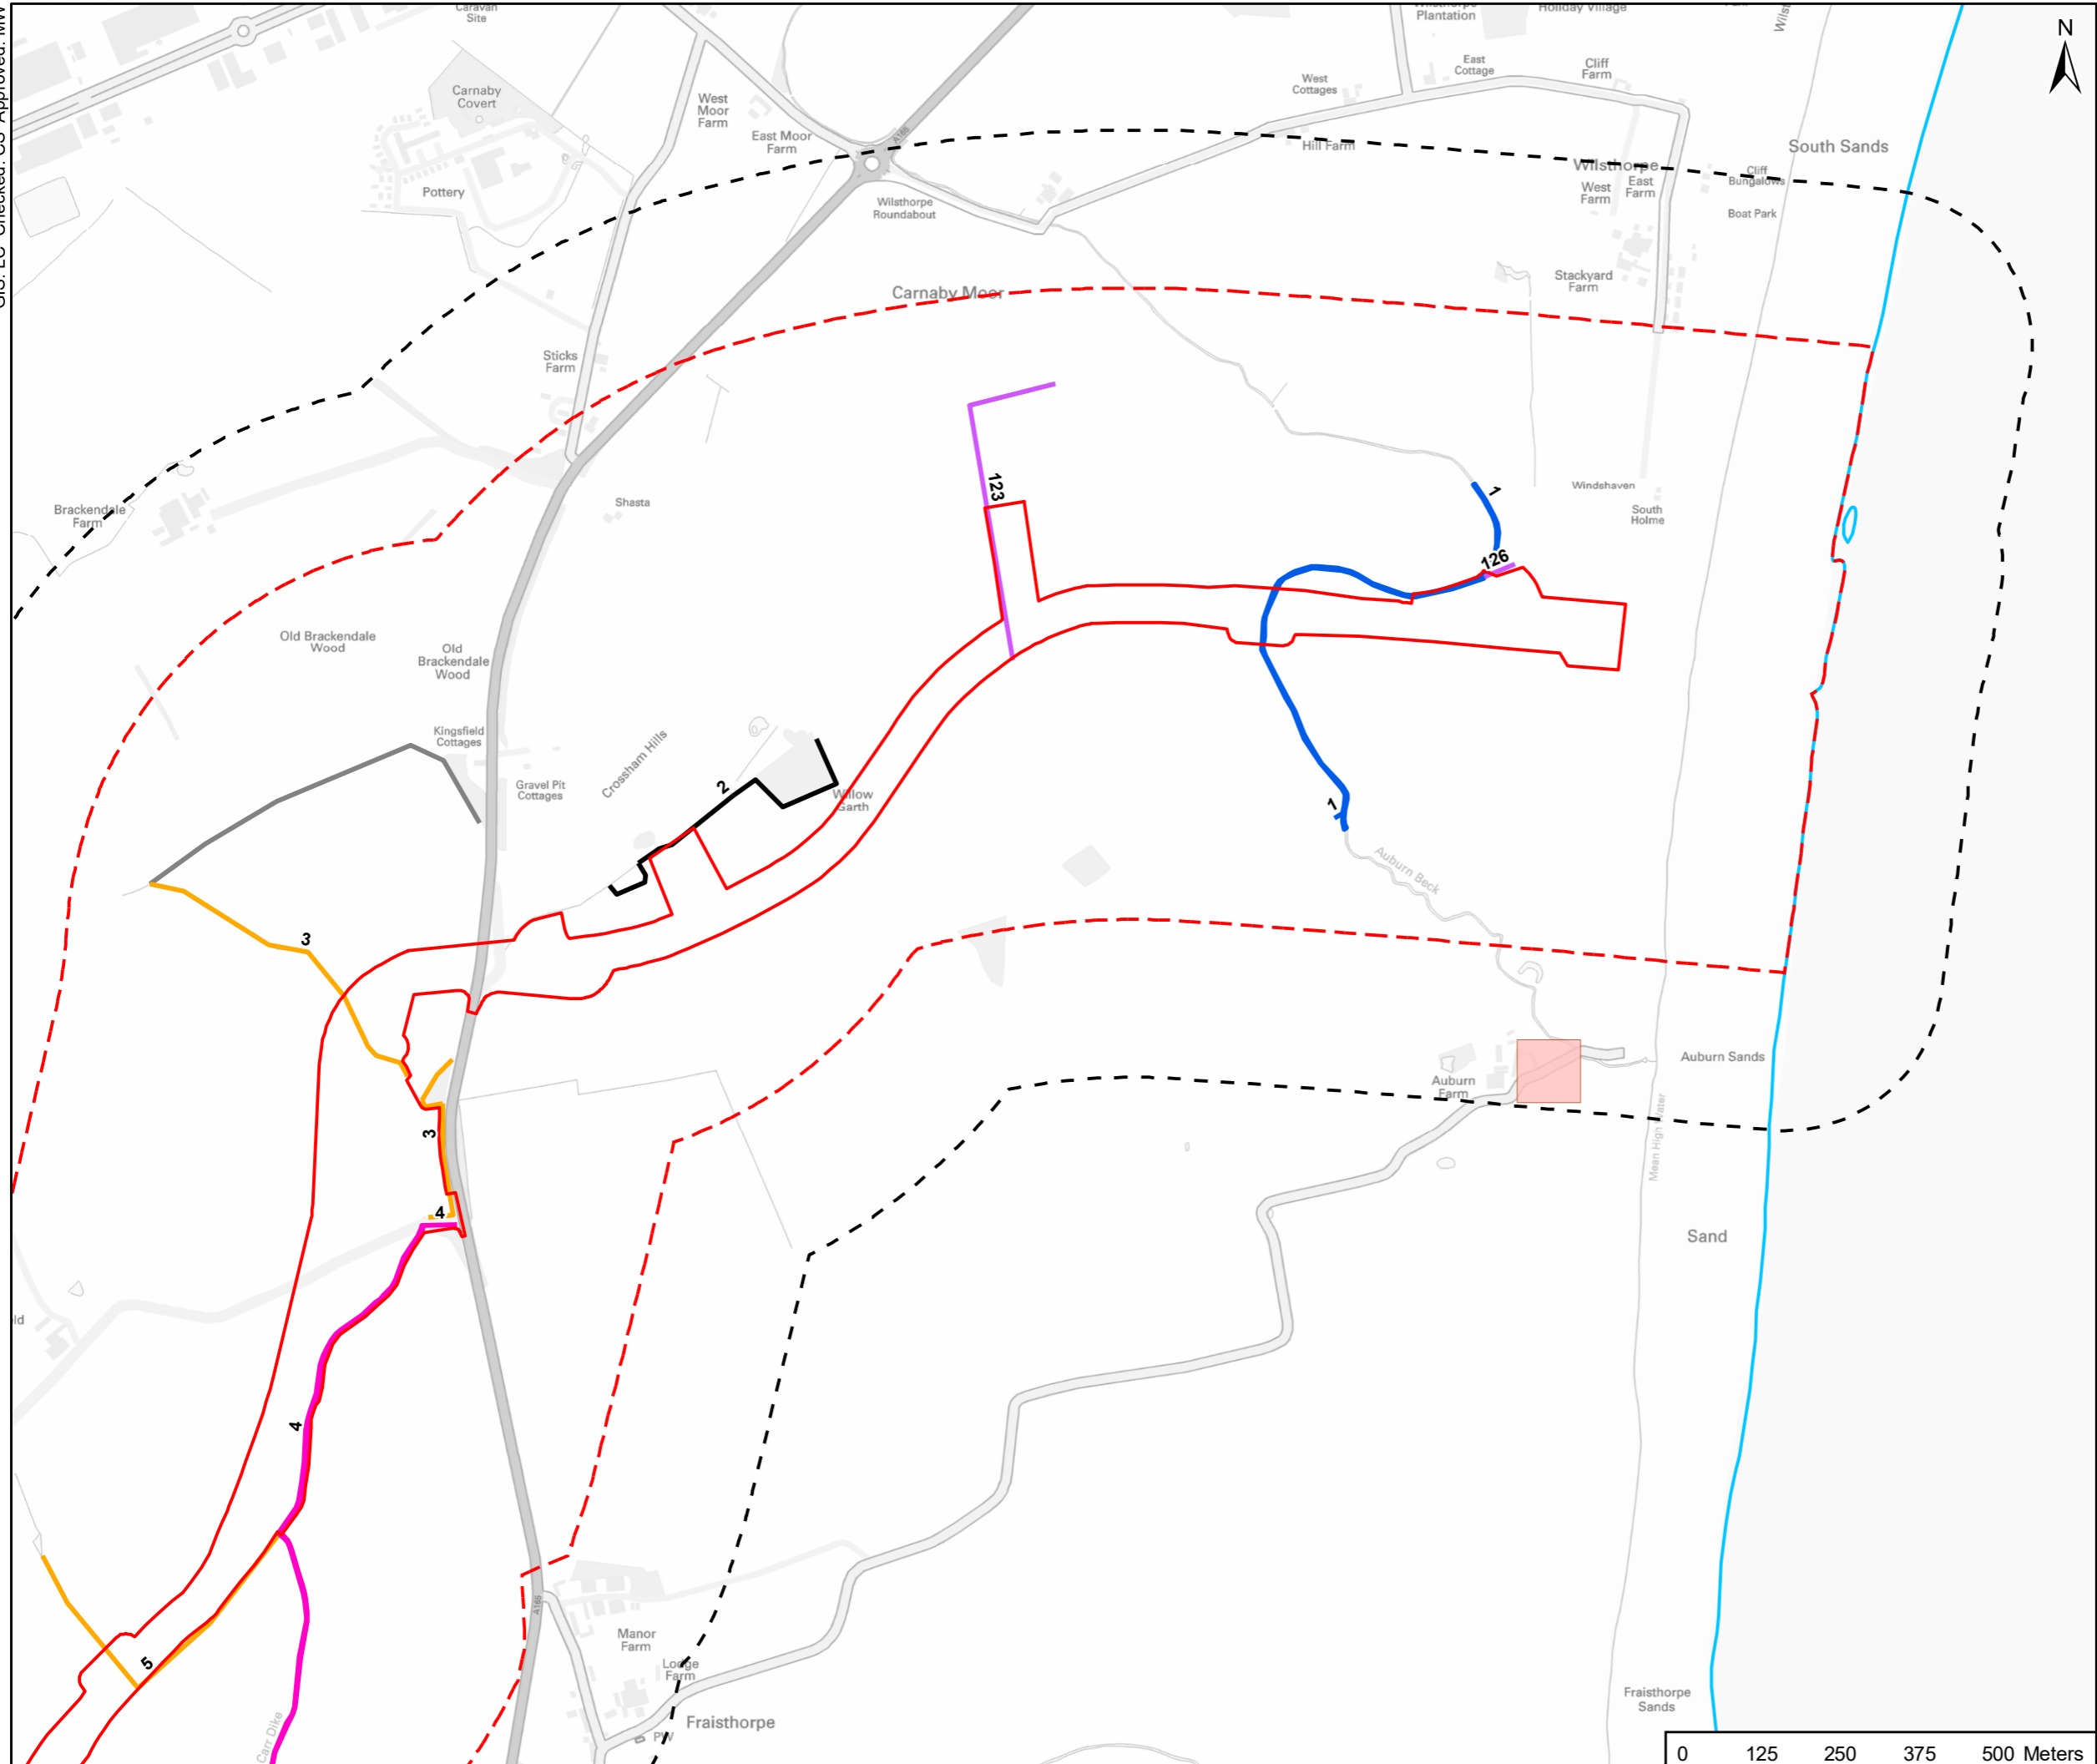 Caravan
Site
Plantation
Holiday Village
N
Carnaby
Covert
West
Moor
Farm
East Moor
Farm
A165
West
Cottages
East
Cottage
Cliff
Farm
Hill Farm
South Sands
Wilsthorpe
West
Farm
East
Farm
Cliff
Bungalows
Boat Park
Pottery
Wilsthorpe
Roundabout
Stackyard
Farm
Carnaby Moor
Sticks
Farm
Shasta
123
1
Windshaven
South
Holme
Brackendale
Farm
126
Old Brackendale
Wood
Old
Brackendale
Wood
Kingsfield
Cottages
Gravel Pit
Cottages
Crossham Hills
2
Willow
Garth
1
Auburn Beck
3
Auburn Sands
Auburn
Farm
3
Mean High Water
4
Sand
4
A165
Manor
Farm
Lodge
Farm
5
Fraisthorpe
PW
Carr Dike
Fraisthorpe
Sands
0 125 250 375 500 Meters